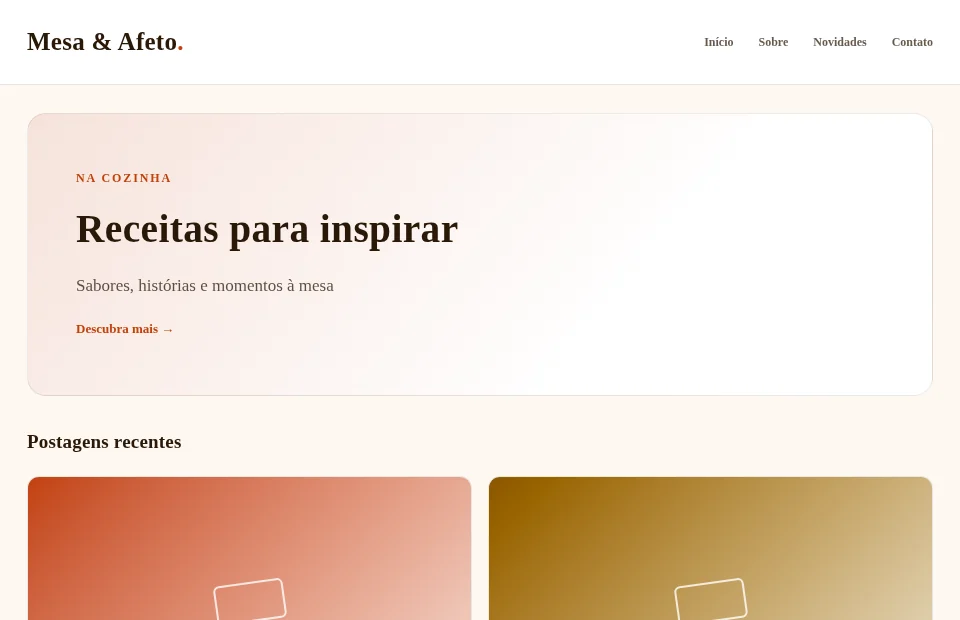 Mesa & Afeto.
Início Sobre Novidades Contato
NA COZINHA
Receitas para inspirar
Sabores, histórias e momentos à mesa
Descubra mais →
Postagens recentes